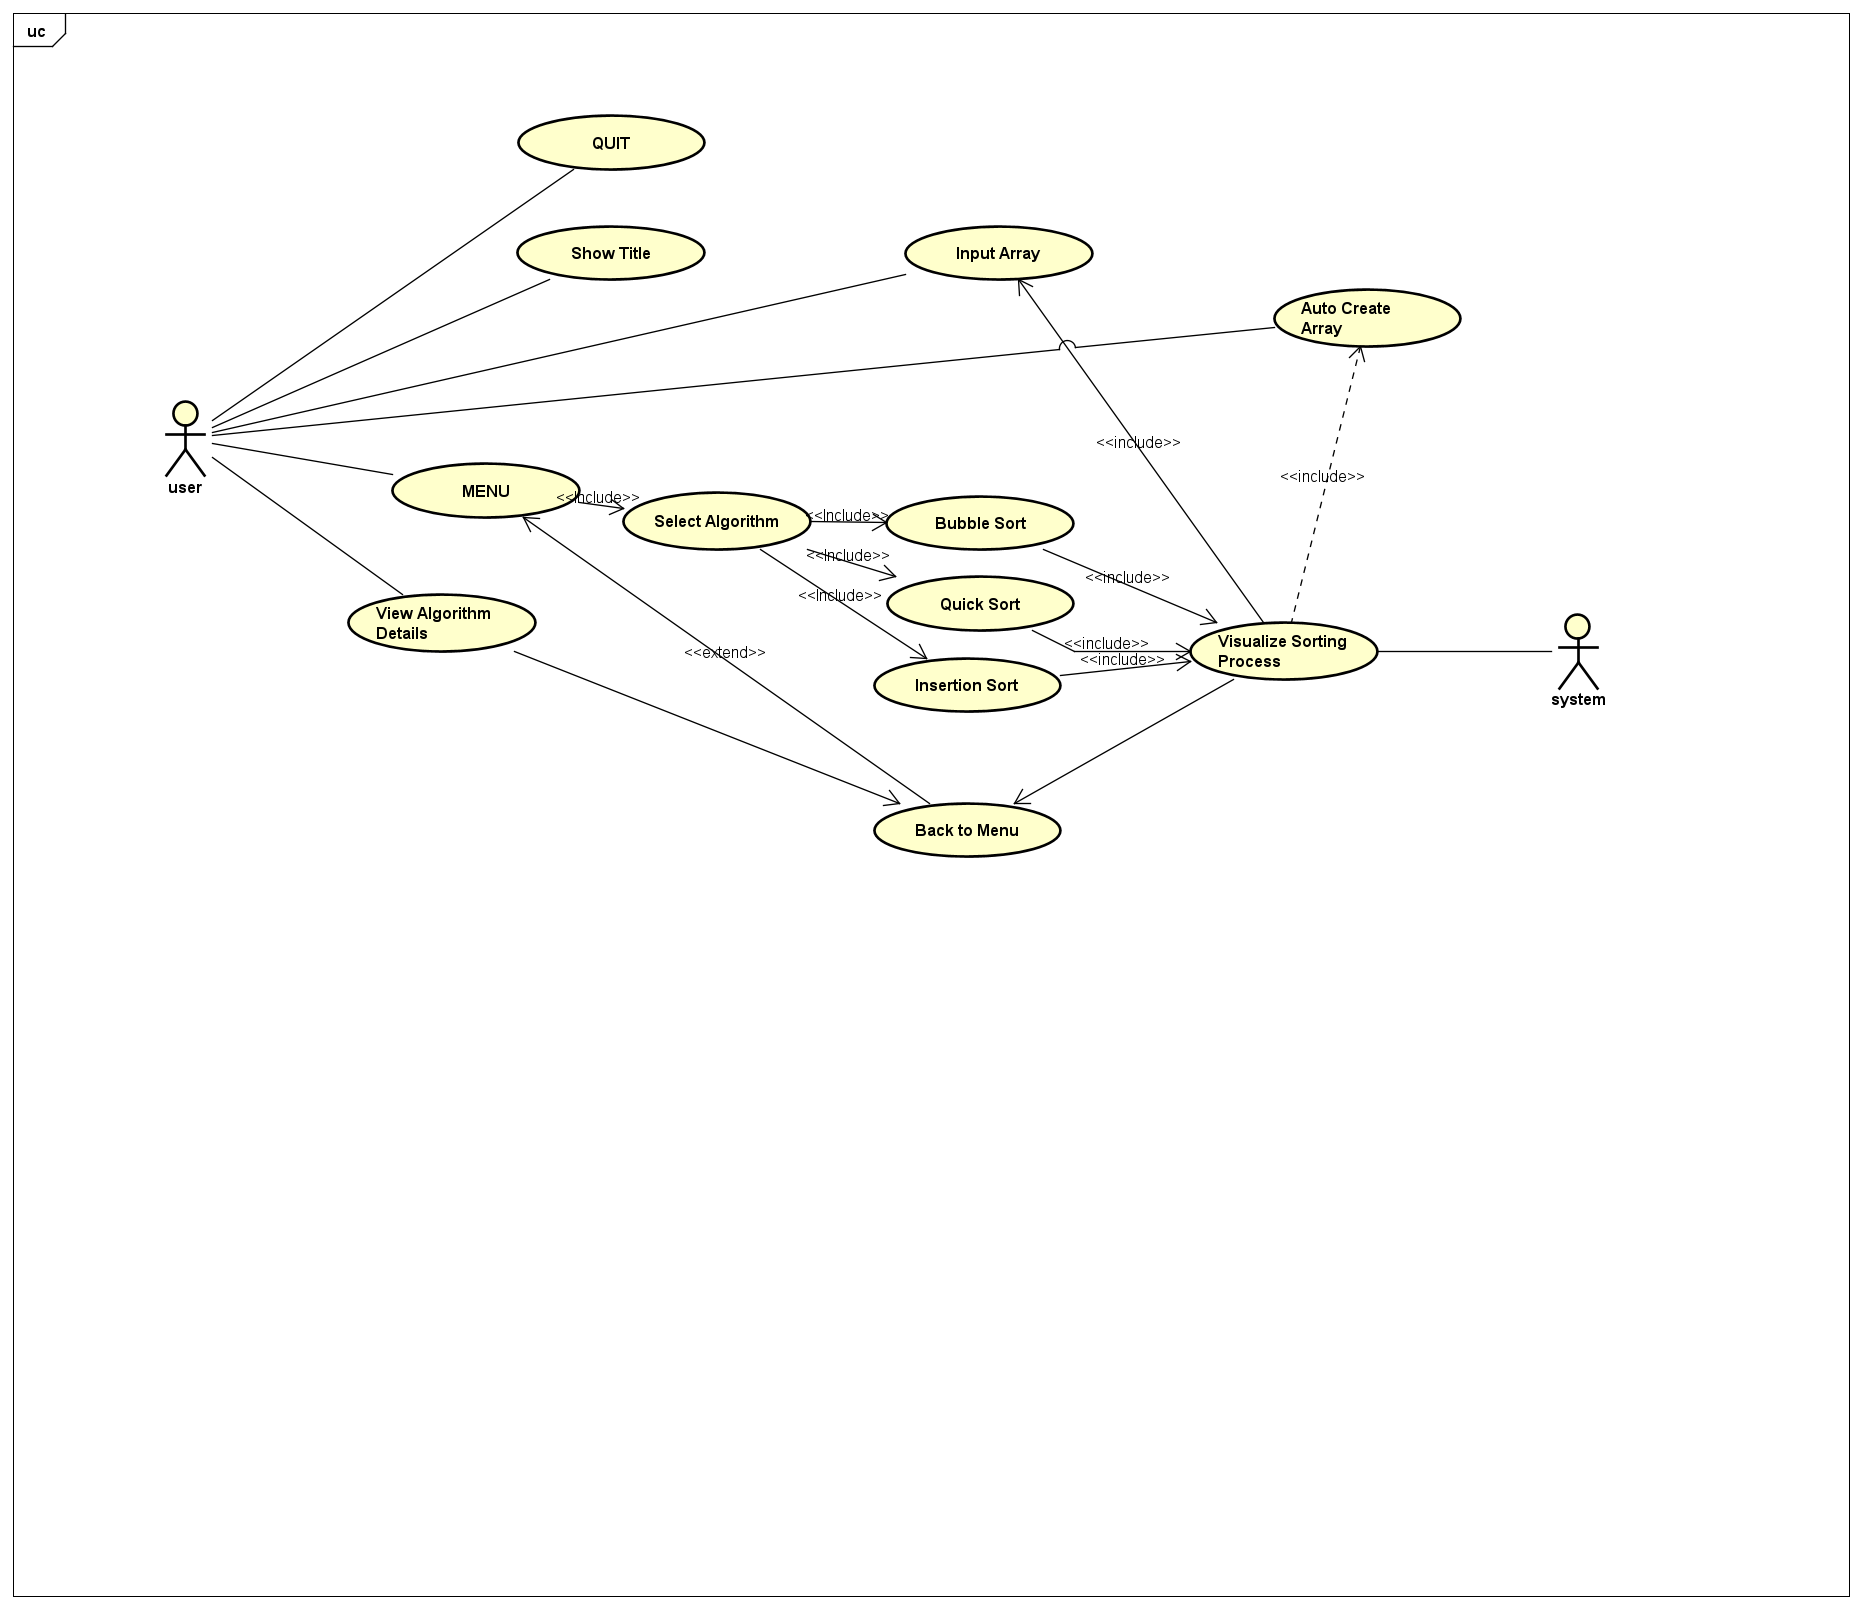 uc
QUIT
Show Title
Input Array
Auto Create
Array
<<include>>
<<include>>
user
MENU
<<Include>>
Select Algorithm
<<Include>>
Bubble Sort
<<Include>>
<<include>>
<<Include>>
Quick Sort
View Algorithm
Details
<<extend>>
<<include>>
<<include>>
Visualize Sorting
Process
Insertion Sort
system
Back to Menu